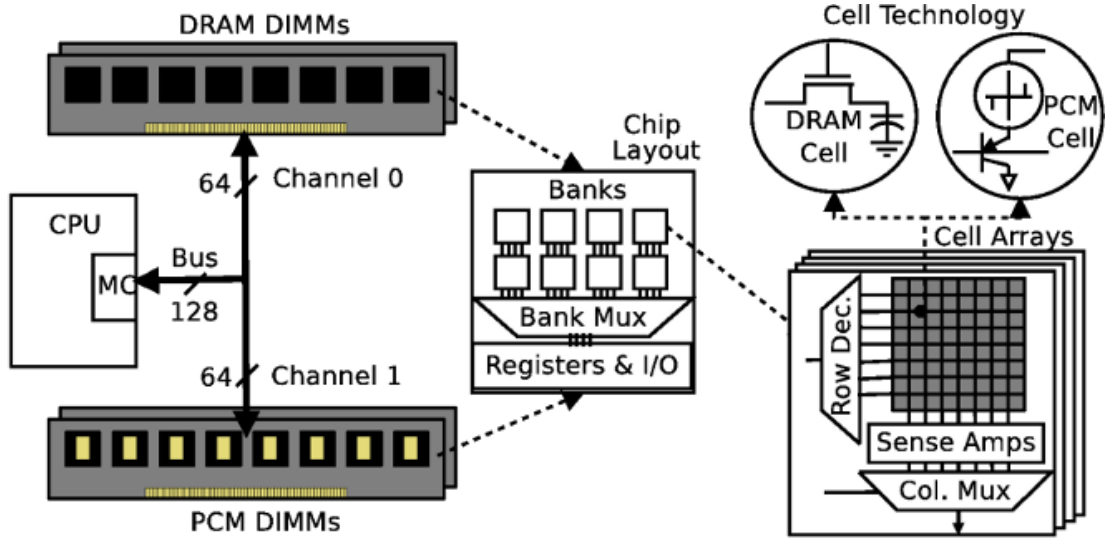 DRAM DIMMs
Cell Technology
DRAM
Cell
PCM
Cell
Chip
Layout
64
Channel 0
CPU
MC
Bus
128
Banks
Bank Mux
Registers & I/O
Cell Arrays
Row Dec.
Sense Amps
Col. Mux
64
Channel 1
PCM DIMMs